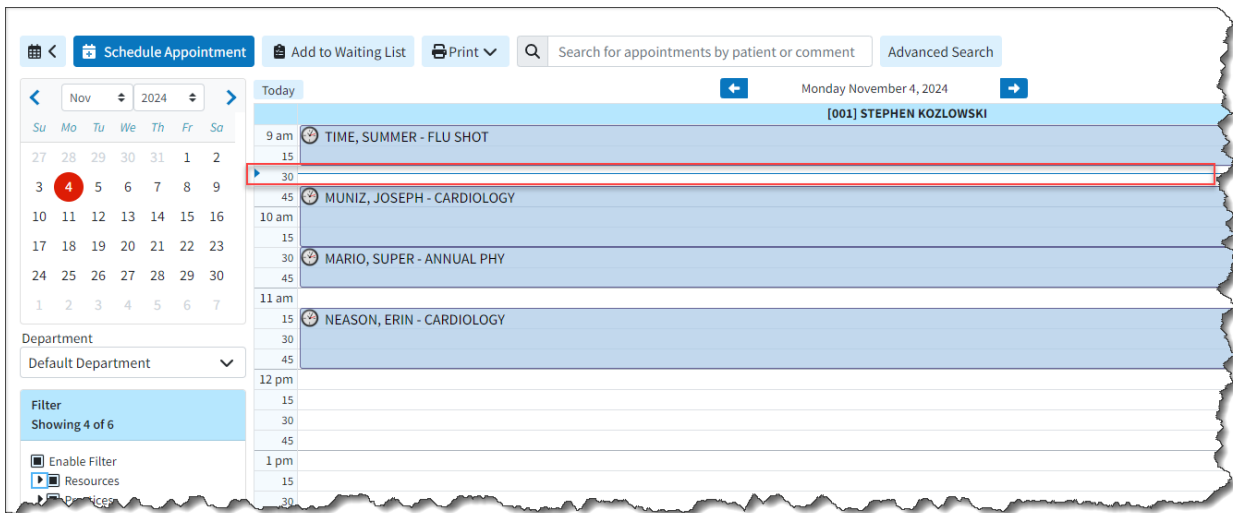 Schedule Appointment Add to Waiting List Print Search for appointments by patient or comment Advanced Search
Nov 2024
Su Mo Tu We Th Fr Sa
27 28 29 30 31 1 2
3 4 5 6 7 8 9
10 11 12 13 14 15 16
17 18 19 20 21 22 23
24 25 26 27 28 29 30
1 2 3 4 5 6 7
Department
Default Department
Filter
Showing 4 of 6
Enable Filter
Resources
Practices
Today Monday November 4, 2024
[001] STEPHEN KOZLOWSKI
9 am TIME, SUMMER - FLU SHOT
15
30
45 MUNIZ, JOSEPH - CARDIOLOGY
10 am
15
30 MARIO, SUPER - ANNUAL PHY
45
11 am
15 NEASON, ERIN - CARDIOLOGY
30
45
12 pm
15
30
45
1 pm
15
30